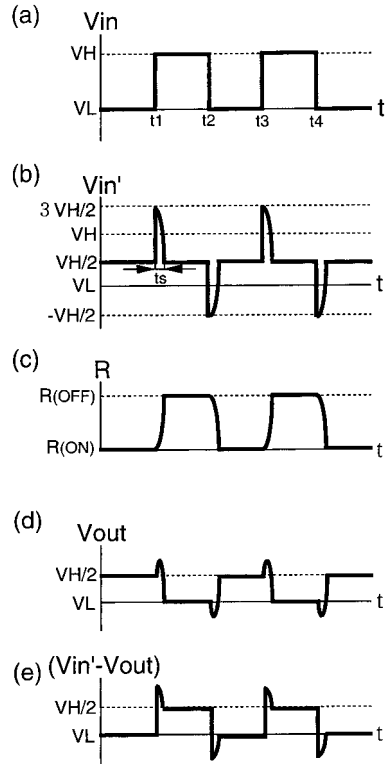 (a)
Vin
VH
VL
t1 t2 t3 t4
t
(b)
Vin'
3 VH/2
VH
VH/2
ts
VL
t
-VH/2
(c)
R
R(OFF)
R(ON)
t
(d)
Vout
VH/2
VL
t
(e)
(Vin'-Vout)
VH/2
VL
t